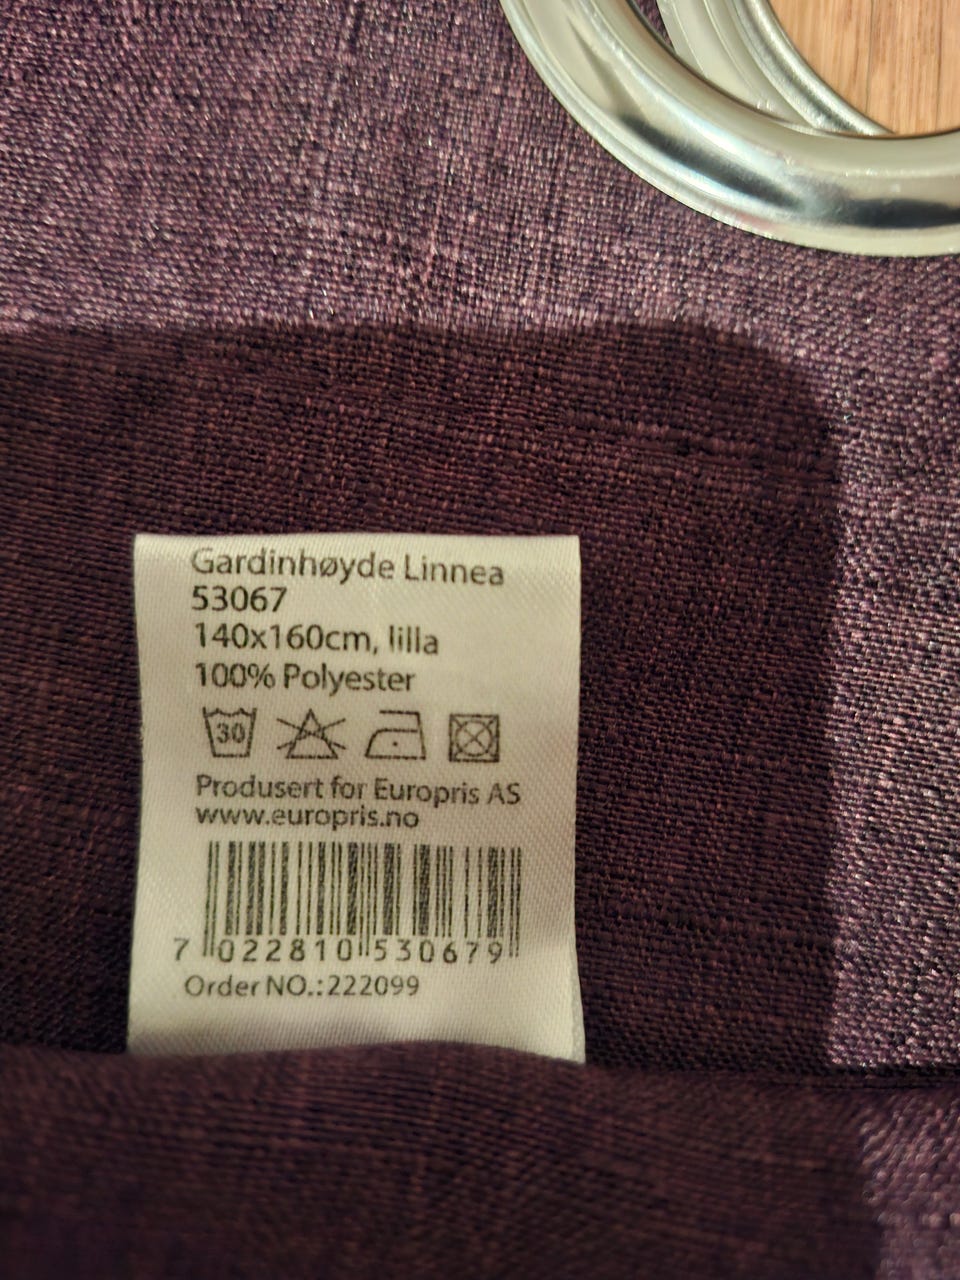 Gardinhøyde Linnea
53067
140x160cm, lilla
100% Polyester
30
Produsert for Europris AS
www.europris.no
7 022810 530679
Order NO.:222099